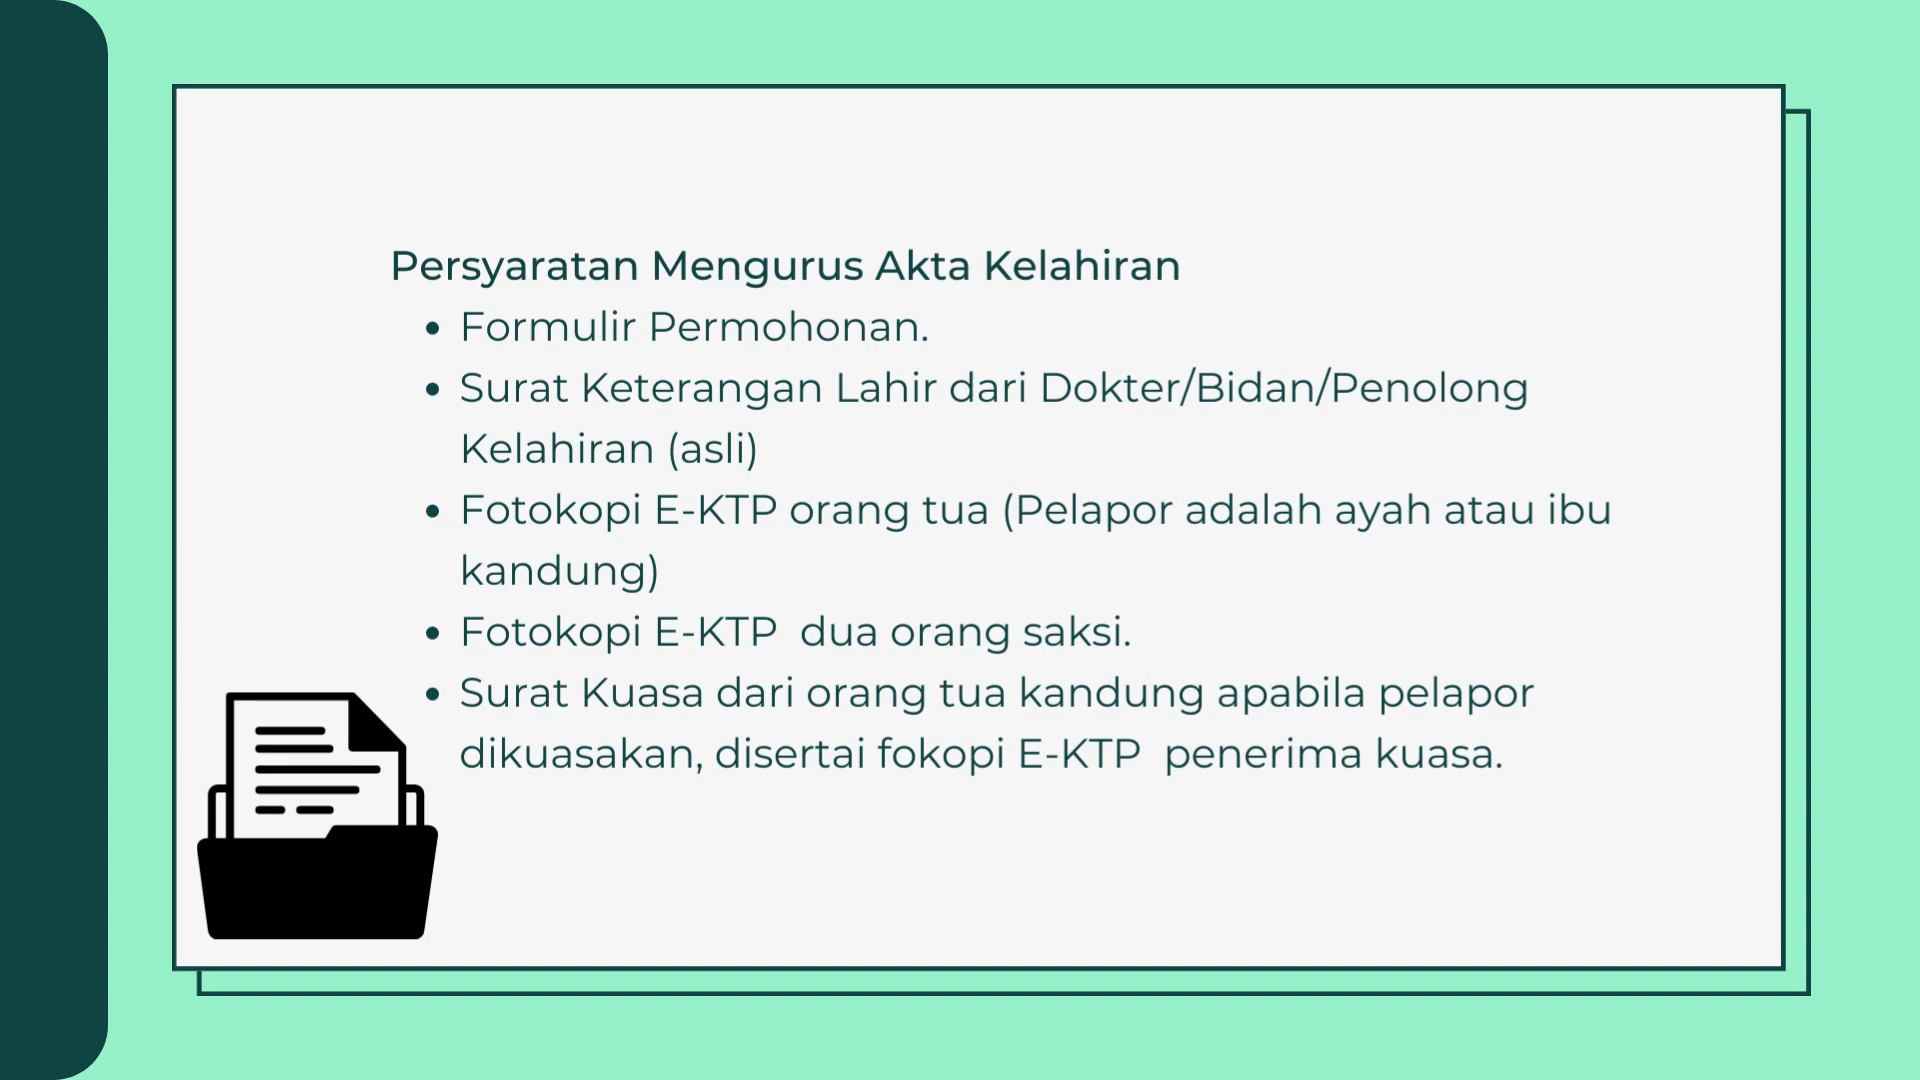 Persyaratan Mengurus Akta Kelahiran
• Formulir Permohonan.
• Surat Keterangan Lahir dari Dokter/Bidan/Penolong
Kelahiran (asli)
• Fotokopi E-KTP orang tua (Pelapor adalah ayah atau ibu
kandung)
• Fotokopi E-KTP  dua orang saksi.
• Surat Kuasa dari orang tua kandung apabila pelapor
dikuasakan, disertai fokopi E-KTP  penerima kuasa.